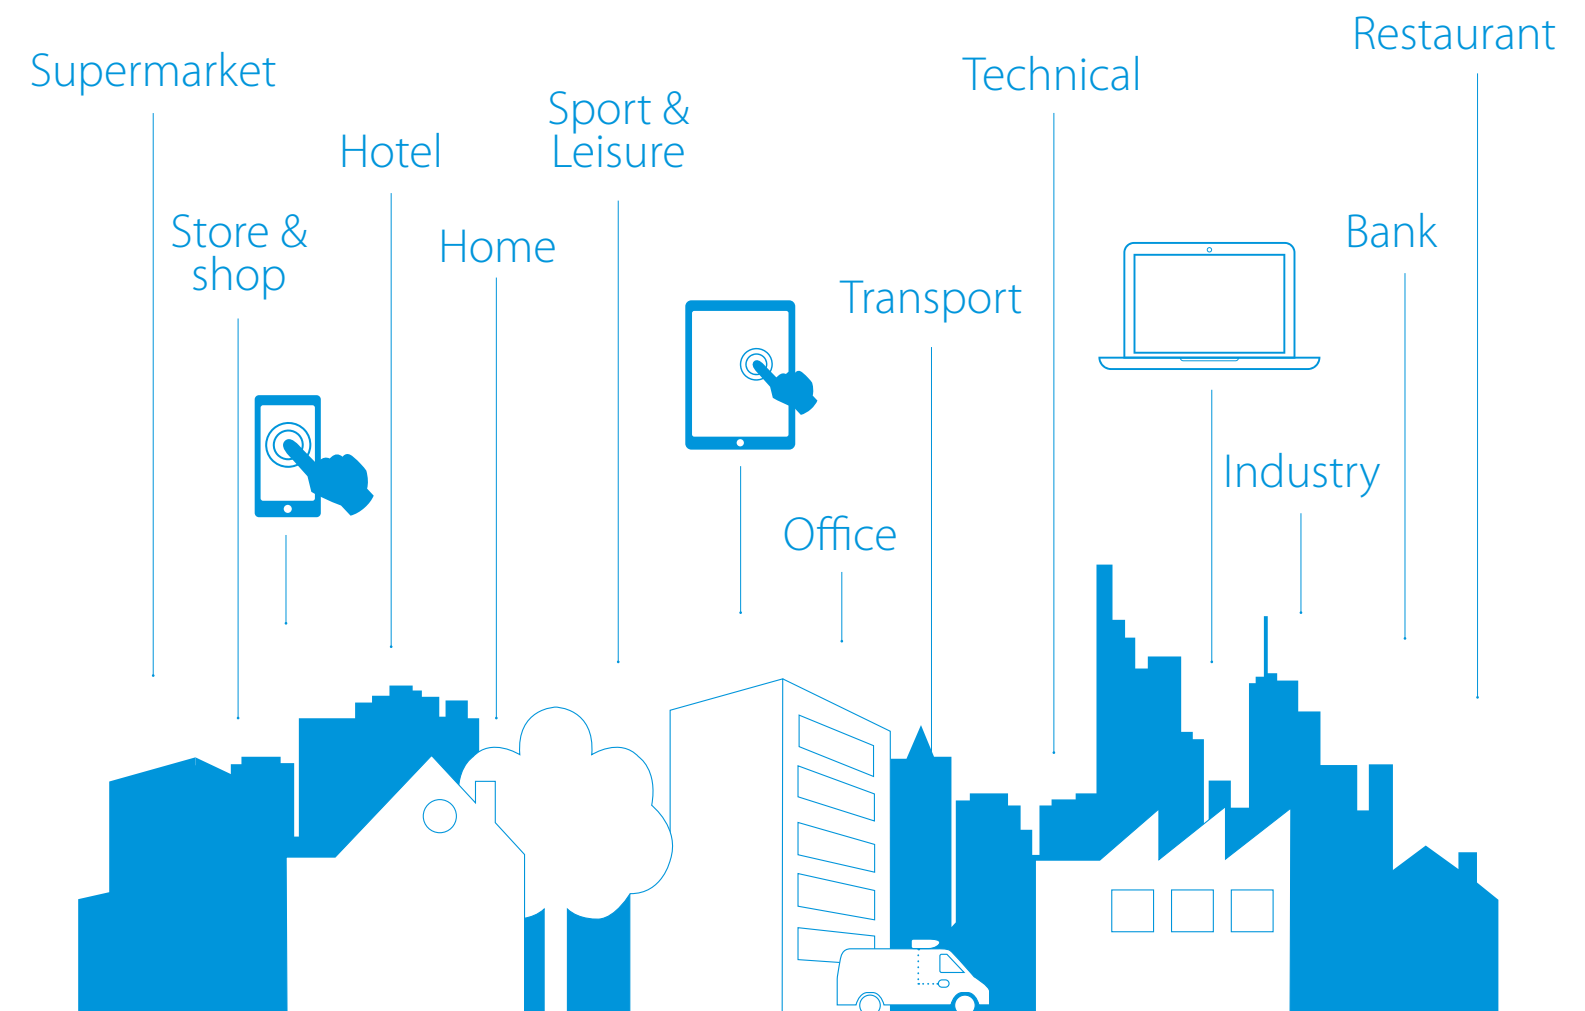 Supermarket
Store &
shop
Hotel
Home
Sport &
Leisure
Office
Transport
Technical
Industry
Bank
Restaurant